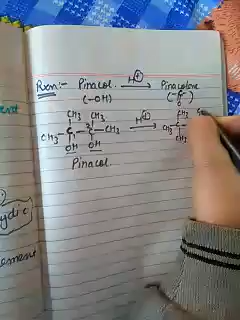 Rxn:- Pinacol. H⊕ → Pinacolone
(-OH) (-C-)
O
CH₃ CH₃ CH₃
CH₃-C-C-CH₃ H⊕ → CH₃-C-
OH OH CH₃
Pinacol.